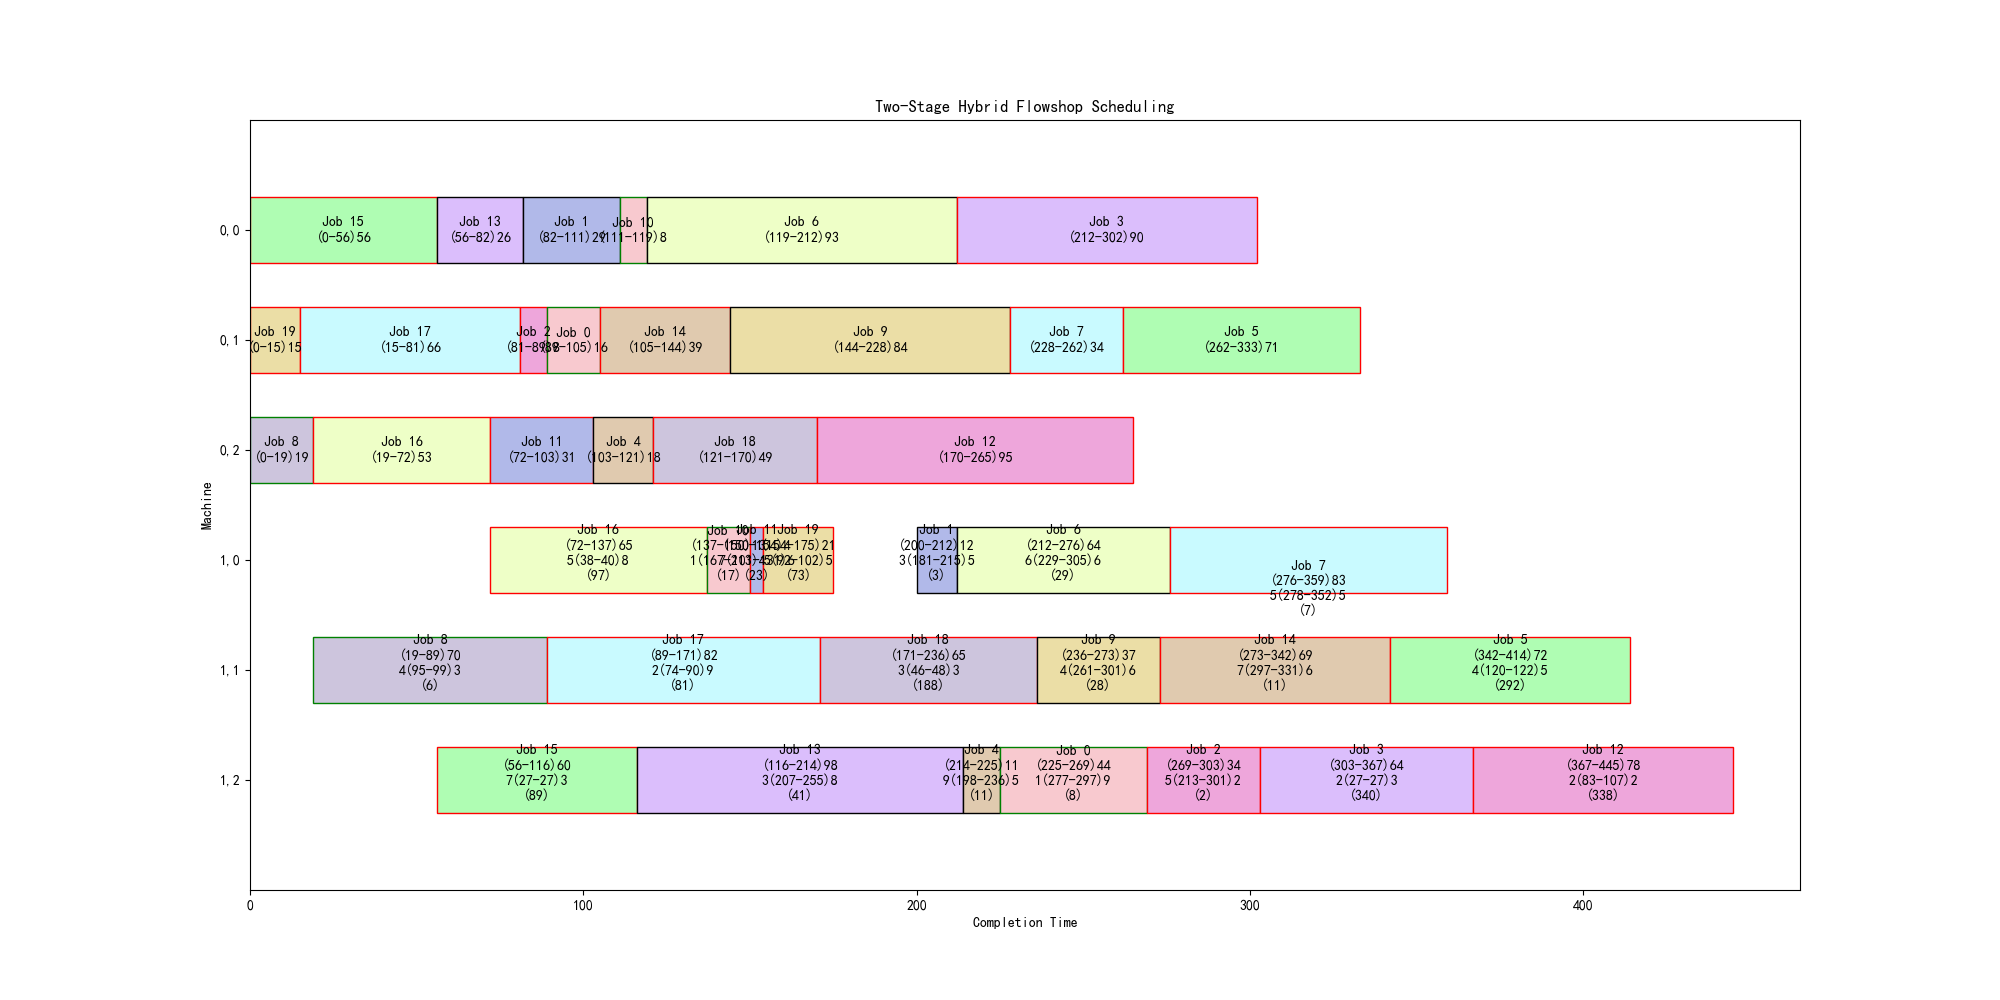 Two-Stage Hybrid Flowshop Scheduling
0,0
Job 15
(0-56)56
Job 13
(56-82)26
Job 1
(82-111)29
Job 10
(111-119)8
Job 6
(119-212)93
Job 3
(212-302)90
0,1
Job 19
(0-15)15
Job 17
(15-81)66
Job 2
(81-89)8
Job 0
(89-105)16
Job 14
(105-144)39
Job 9
(144-228)84
Job 7
(228-262)34
Job 5
(262-333)71
0,2
Job 8
(0-19)19
Job 16
(19-72)53
Job 11
(72-103)31
Job 4
(103-121)18
Job 18
(121-170)49
Job 12
(170-265)95
Machine
1,0
Job 16
(72-137)65
5(38-40)8
(97)
Job 10
(17)
Job 11
(23)
Job 19
(154-175)21
(73)
Job 1
(200-212)12
3(181-215)5
(3)
Job 6
(212-276)64
6(229-305)6
(29)
Job 7
(276-359)83
5(278-352)5
(7)
1,1
Job 8
(19-89)70
4(95-99)3
(6)
Job 17
(89-171)82
2(74-90)9
(81)
Job 18
(171-236)65
3(46-48)3
(188)
Job 9
(236-273)37
4(261-301)6
(28)
Job 14
(273-342)69
7(297-331)6
(11)
Job 5
(342-414)72
4(120-122)5
(292)
1,2
Job 15
(56-116)60
7(27-27)3
(89)
Job 13
(116-214)98
3(207-255)8
(41)
Job 4
(214-225)11
9(198-236)5
(11)
Job 0
(225-269)44
1(277-297)9
(8)
Job 2
(269-303)34
5(213-301)2
(2)
Job 3
(303-367)64
2(27-27)3
(340)
Job 12
(367-445)78
2(83-107)2
(338)
0
100
200
300
400
Completion Time